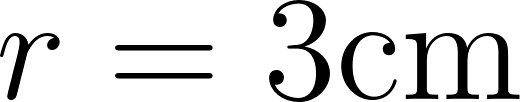 r = 3cm